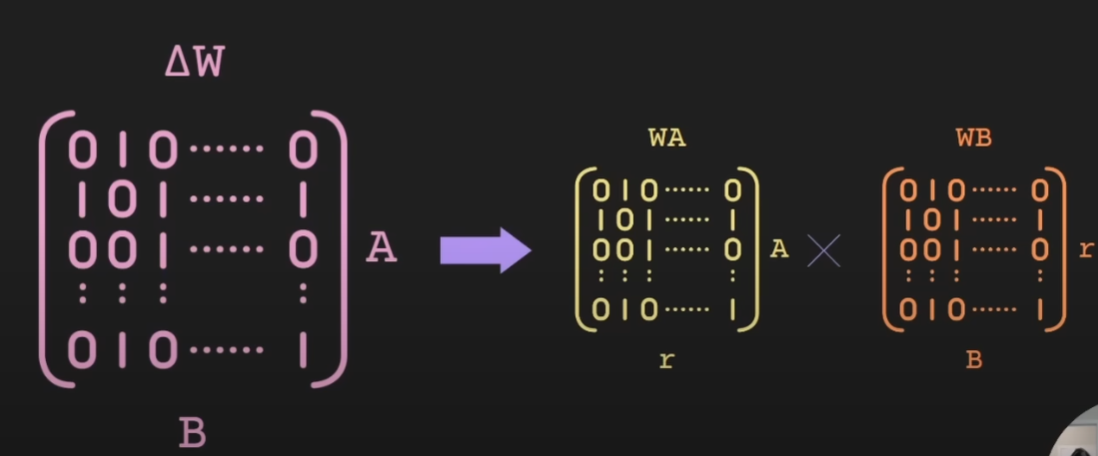 ΔW
0 1 0 ...... 0
1 0 1 ...... 1
0 0 1 ...... 0
: : : :
0 1 0 ...... 1
A
B
WA
0 1 0 ...... 0
1 0 1 ...... 1
0 0 1 ...... 0
: : : :
0 1 0 ...... 1
A
r
×
WB
0 1 0 ...... 0
1 0 1 ...... 1
0 0 1 ...... 0
: : : :
0 1 0 ...... 1
r
B